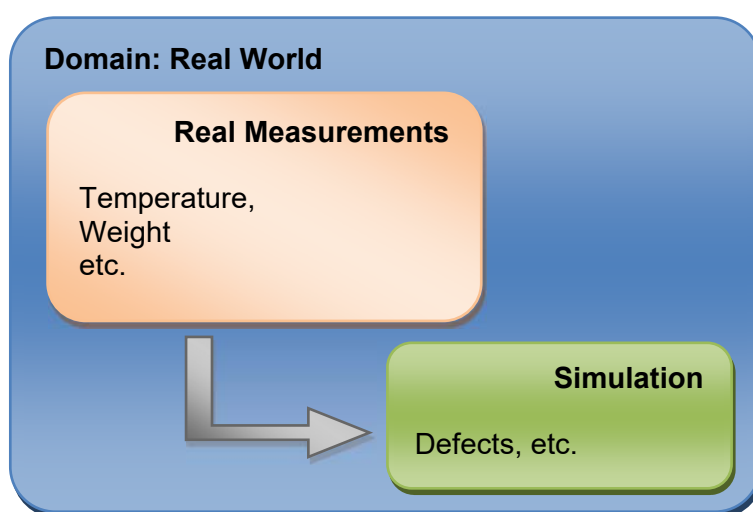 Domain: Real World
Real Measurements
Temperature,
Weight
etc.
Simulation
Defects, etc.